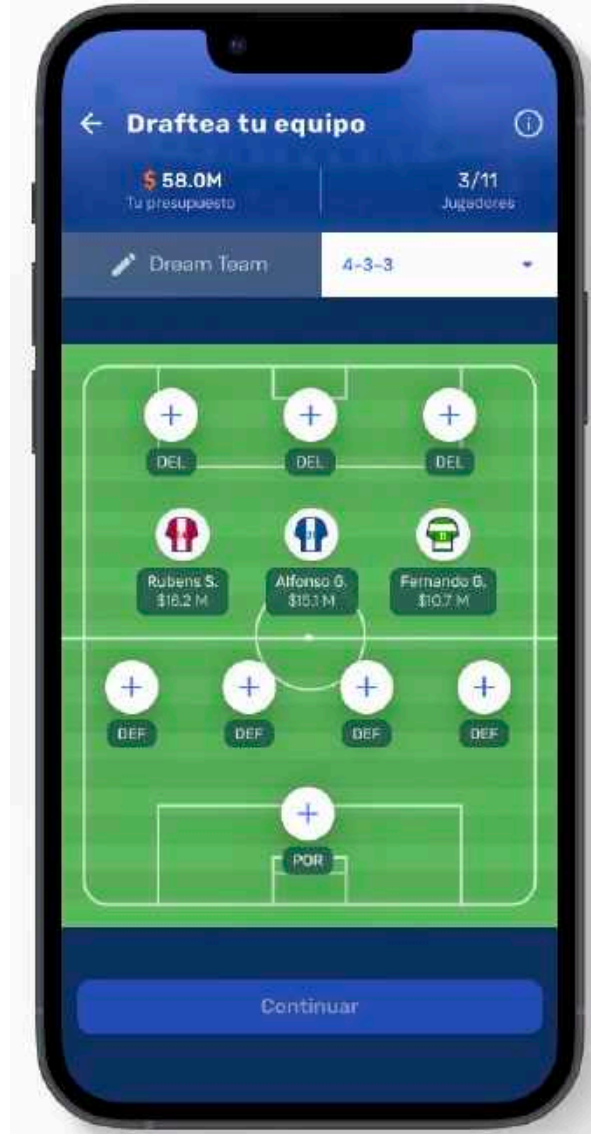 Draftea tu equipo
$ 58.0M
Tu presupuesto
3/11
Jugadores
Dream Team
4-3-3
DEL
DEL
DEL
Rubens S.
$16.2 M
Alfonso G.
$15.1 M
Fernando B.
$10.7 M
DEF
DEF
DEF
DEF
POR
Continuar